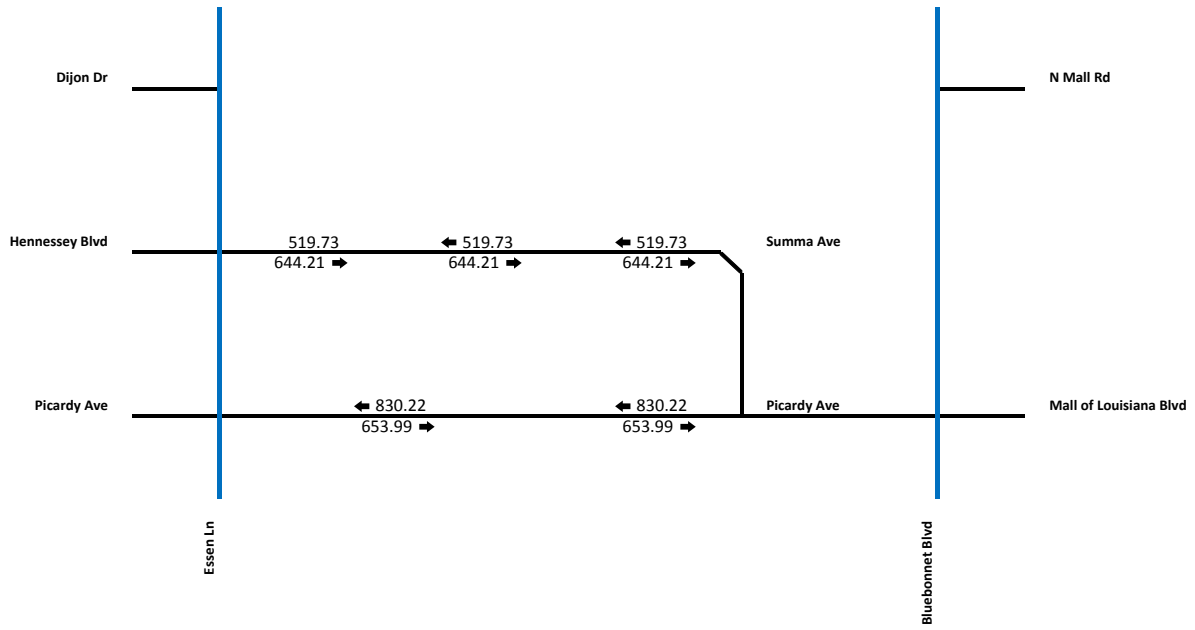 Dijon Dr
N Mall Rd
Hennessey Blvd
519.73
519.73
519.73
Summa Ave
644.21
644.21
644.21
Picardy Ave
830.22
830.22
Picardy Ave
Mall of Louisiana Blvd
653.99
653.99
Essen Ln
Bluebonnet Blvd